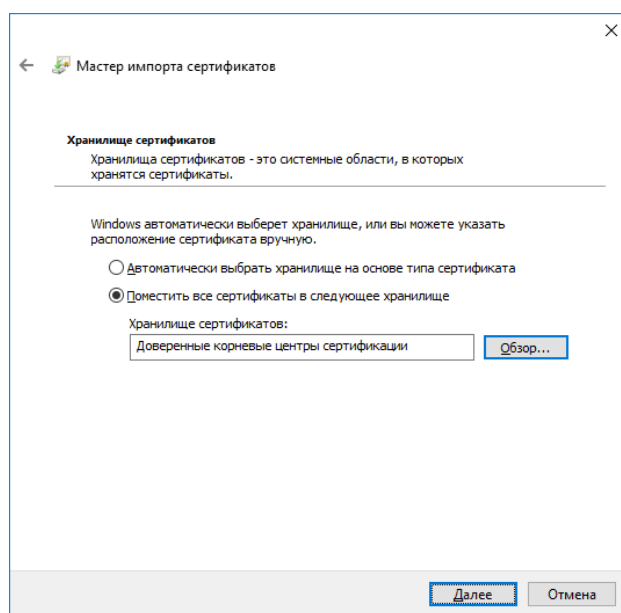 Мастер импорта сертификатов
Хранилище сертификатов
Хранилища сертификатов - это системные области, в которых
хранятся сертификаты.
Windows автоматически выберет хранилище, или вы можете указать
расположение сертификата вручную.
Автоматически выбрать хранилище на основе типа сертификата
Поместить все сертификаты в следующее хранилище
Хранилище сертификатов:
Доверенные корневые центры сертификации
Обзор...
Далее
Отмена